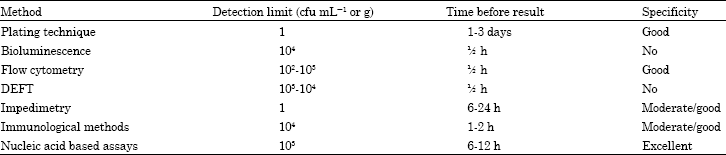 Method Detection limit (cfu mL⁻¹ or g) Time before result Specificity
Plating technique 1 1-3 days Good
Bioluminescence 10⁴ ½ h No
Flow cytometry 10²-10³ ½ h Good
DEFT 10³-10⁴ ½ h No
Impedimetry 1 6-24 h Moderate/good
Immunological methods 10⁴ 1-2 h Moderate/good
Nucleic acid based assays 10³ 6-12 h Excellent